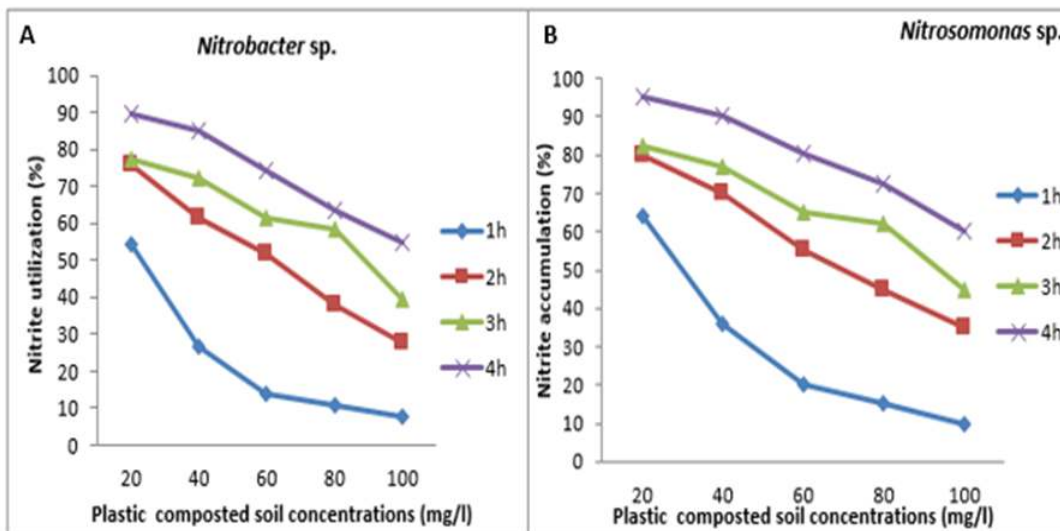 A
Nitrobacter sp.
Nitrite utilization (%)
100
90
80
70
60
50
40
30
20
10
0
20 40 60 80 100
Plastic composted soil concentrations (mg/l)
1h
2h
3h
4h
B
Nitrosomonas sp.
Nitrite accumulation (%)
100
90
80
70
60
50
40
30
20
10
0
20 40 60 80 100
Plastic composted soil concentrations (mg/l)
1h
2h
3h
4h